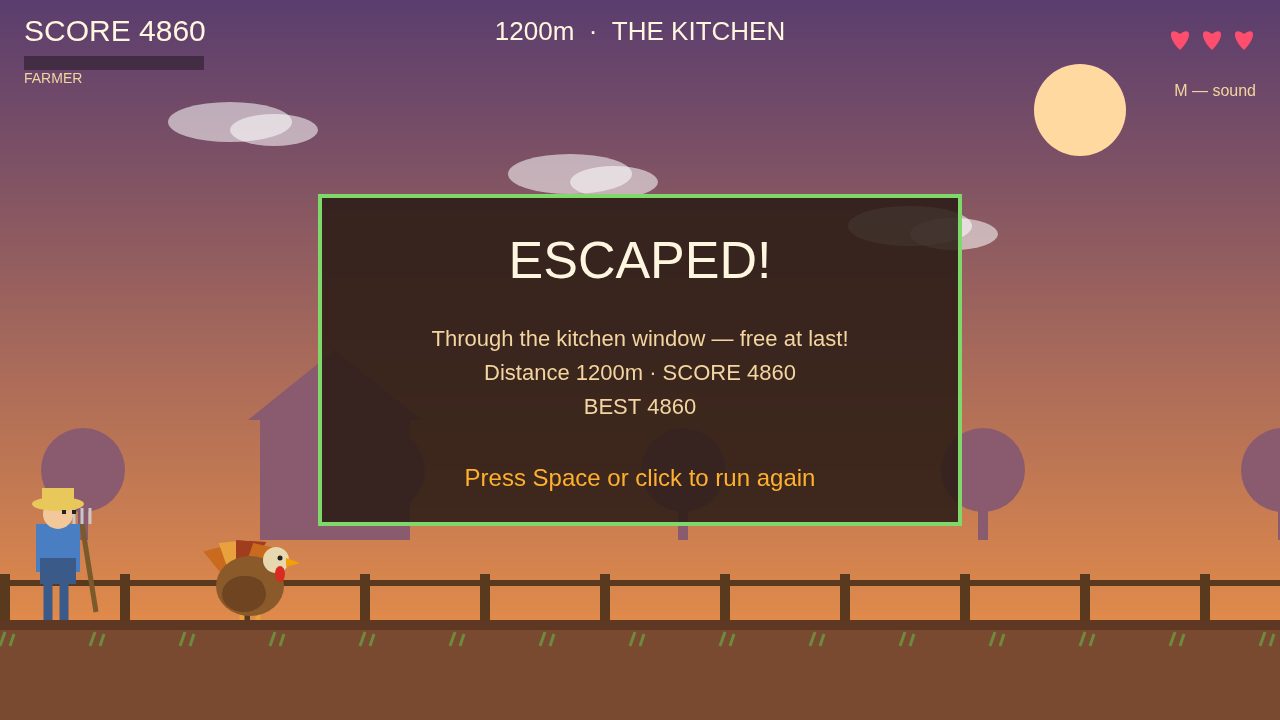 SCORE 4860
1200m · THE KITCHEN
FARMER
M — sound
ESCAPED!
Through the kitchen window — free at last!
Distance 1200m · SCORE 4860
BEST 4860
Press Space or click to run again